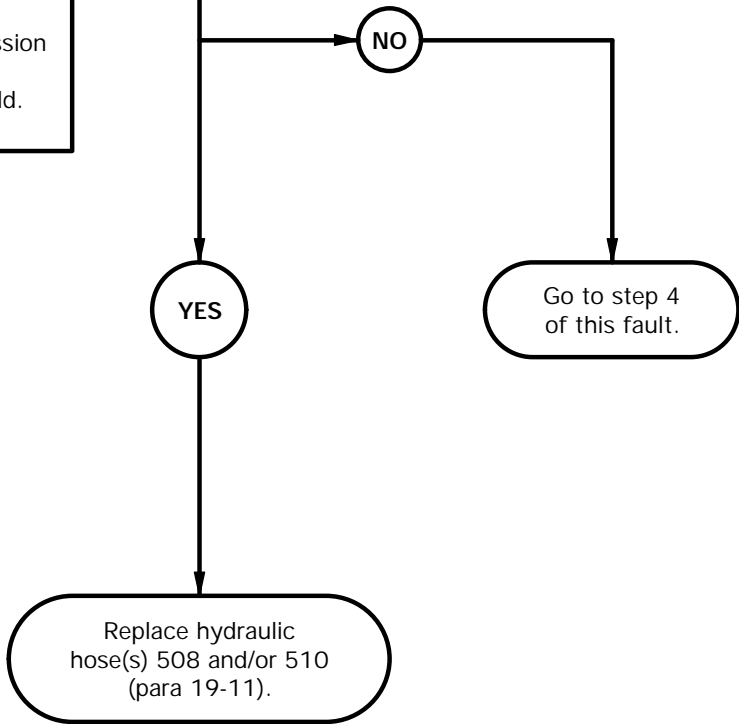 ssion
ld.
NO
YES
Go to step 4
of this fault.
Replace hydraulic
hose(s) 508 and/or 510
(para 19-11).